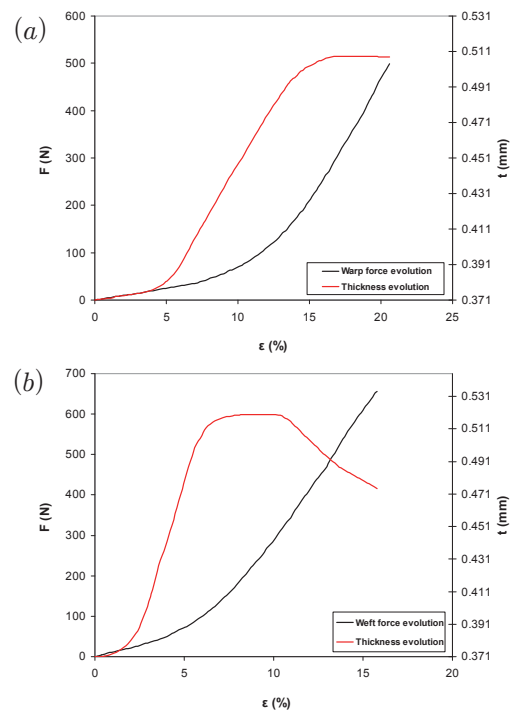 (a)
600
500
400
300
200
100
0
F (N)
0.531
0.511
0.491
0.471
0.451
0.431
0.411
0.391
0.371
t (mm)
0 5 10 15 20 25
ε (%)
Warp force evolution
Thickness evolution
(b)
700
600
500
400
300
200
100
0
F (N)
0.531
0.511
0.491
0.471
0.451
0.431
0.411
0.391
0.371
t (mm)
0 5 10 15 20
ε (%)
Weft force evolution
Thickness evolution